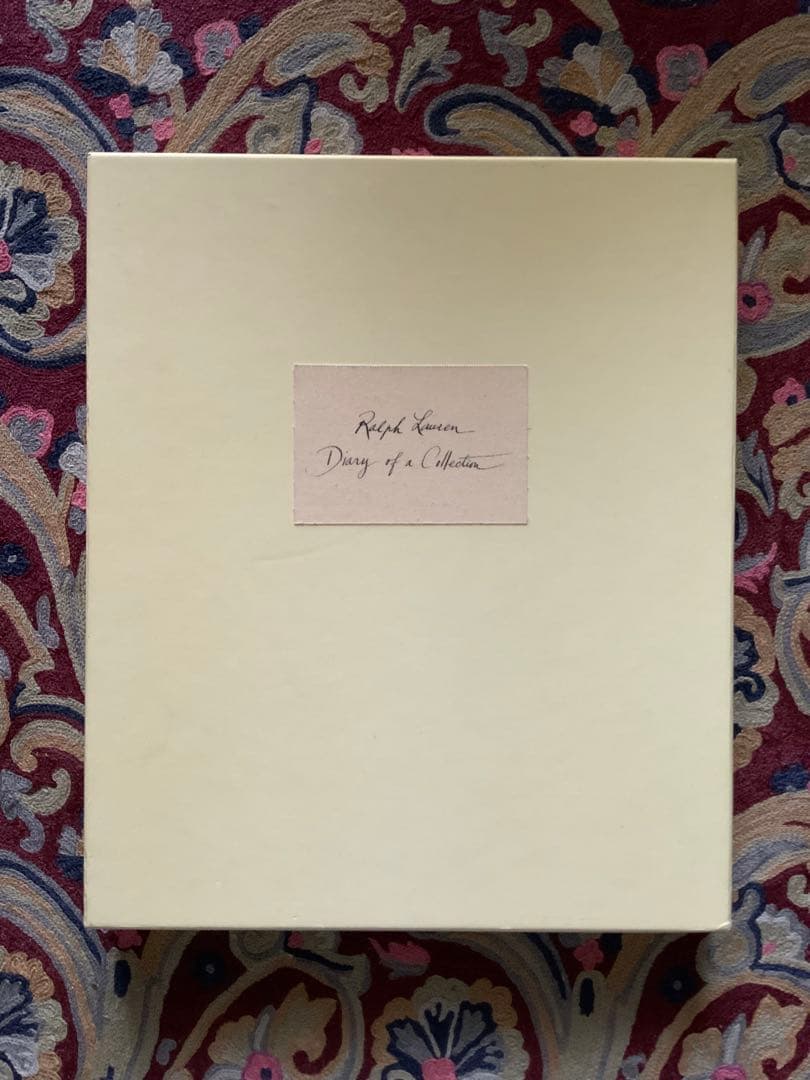 Ralph Lauren
Diary of a Collection